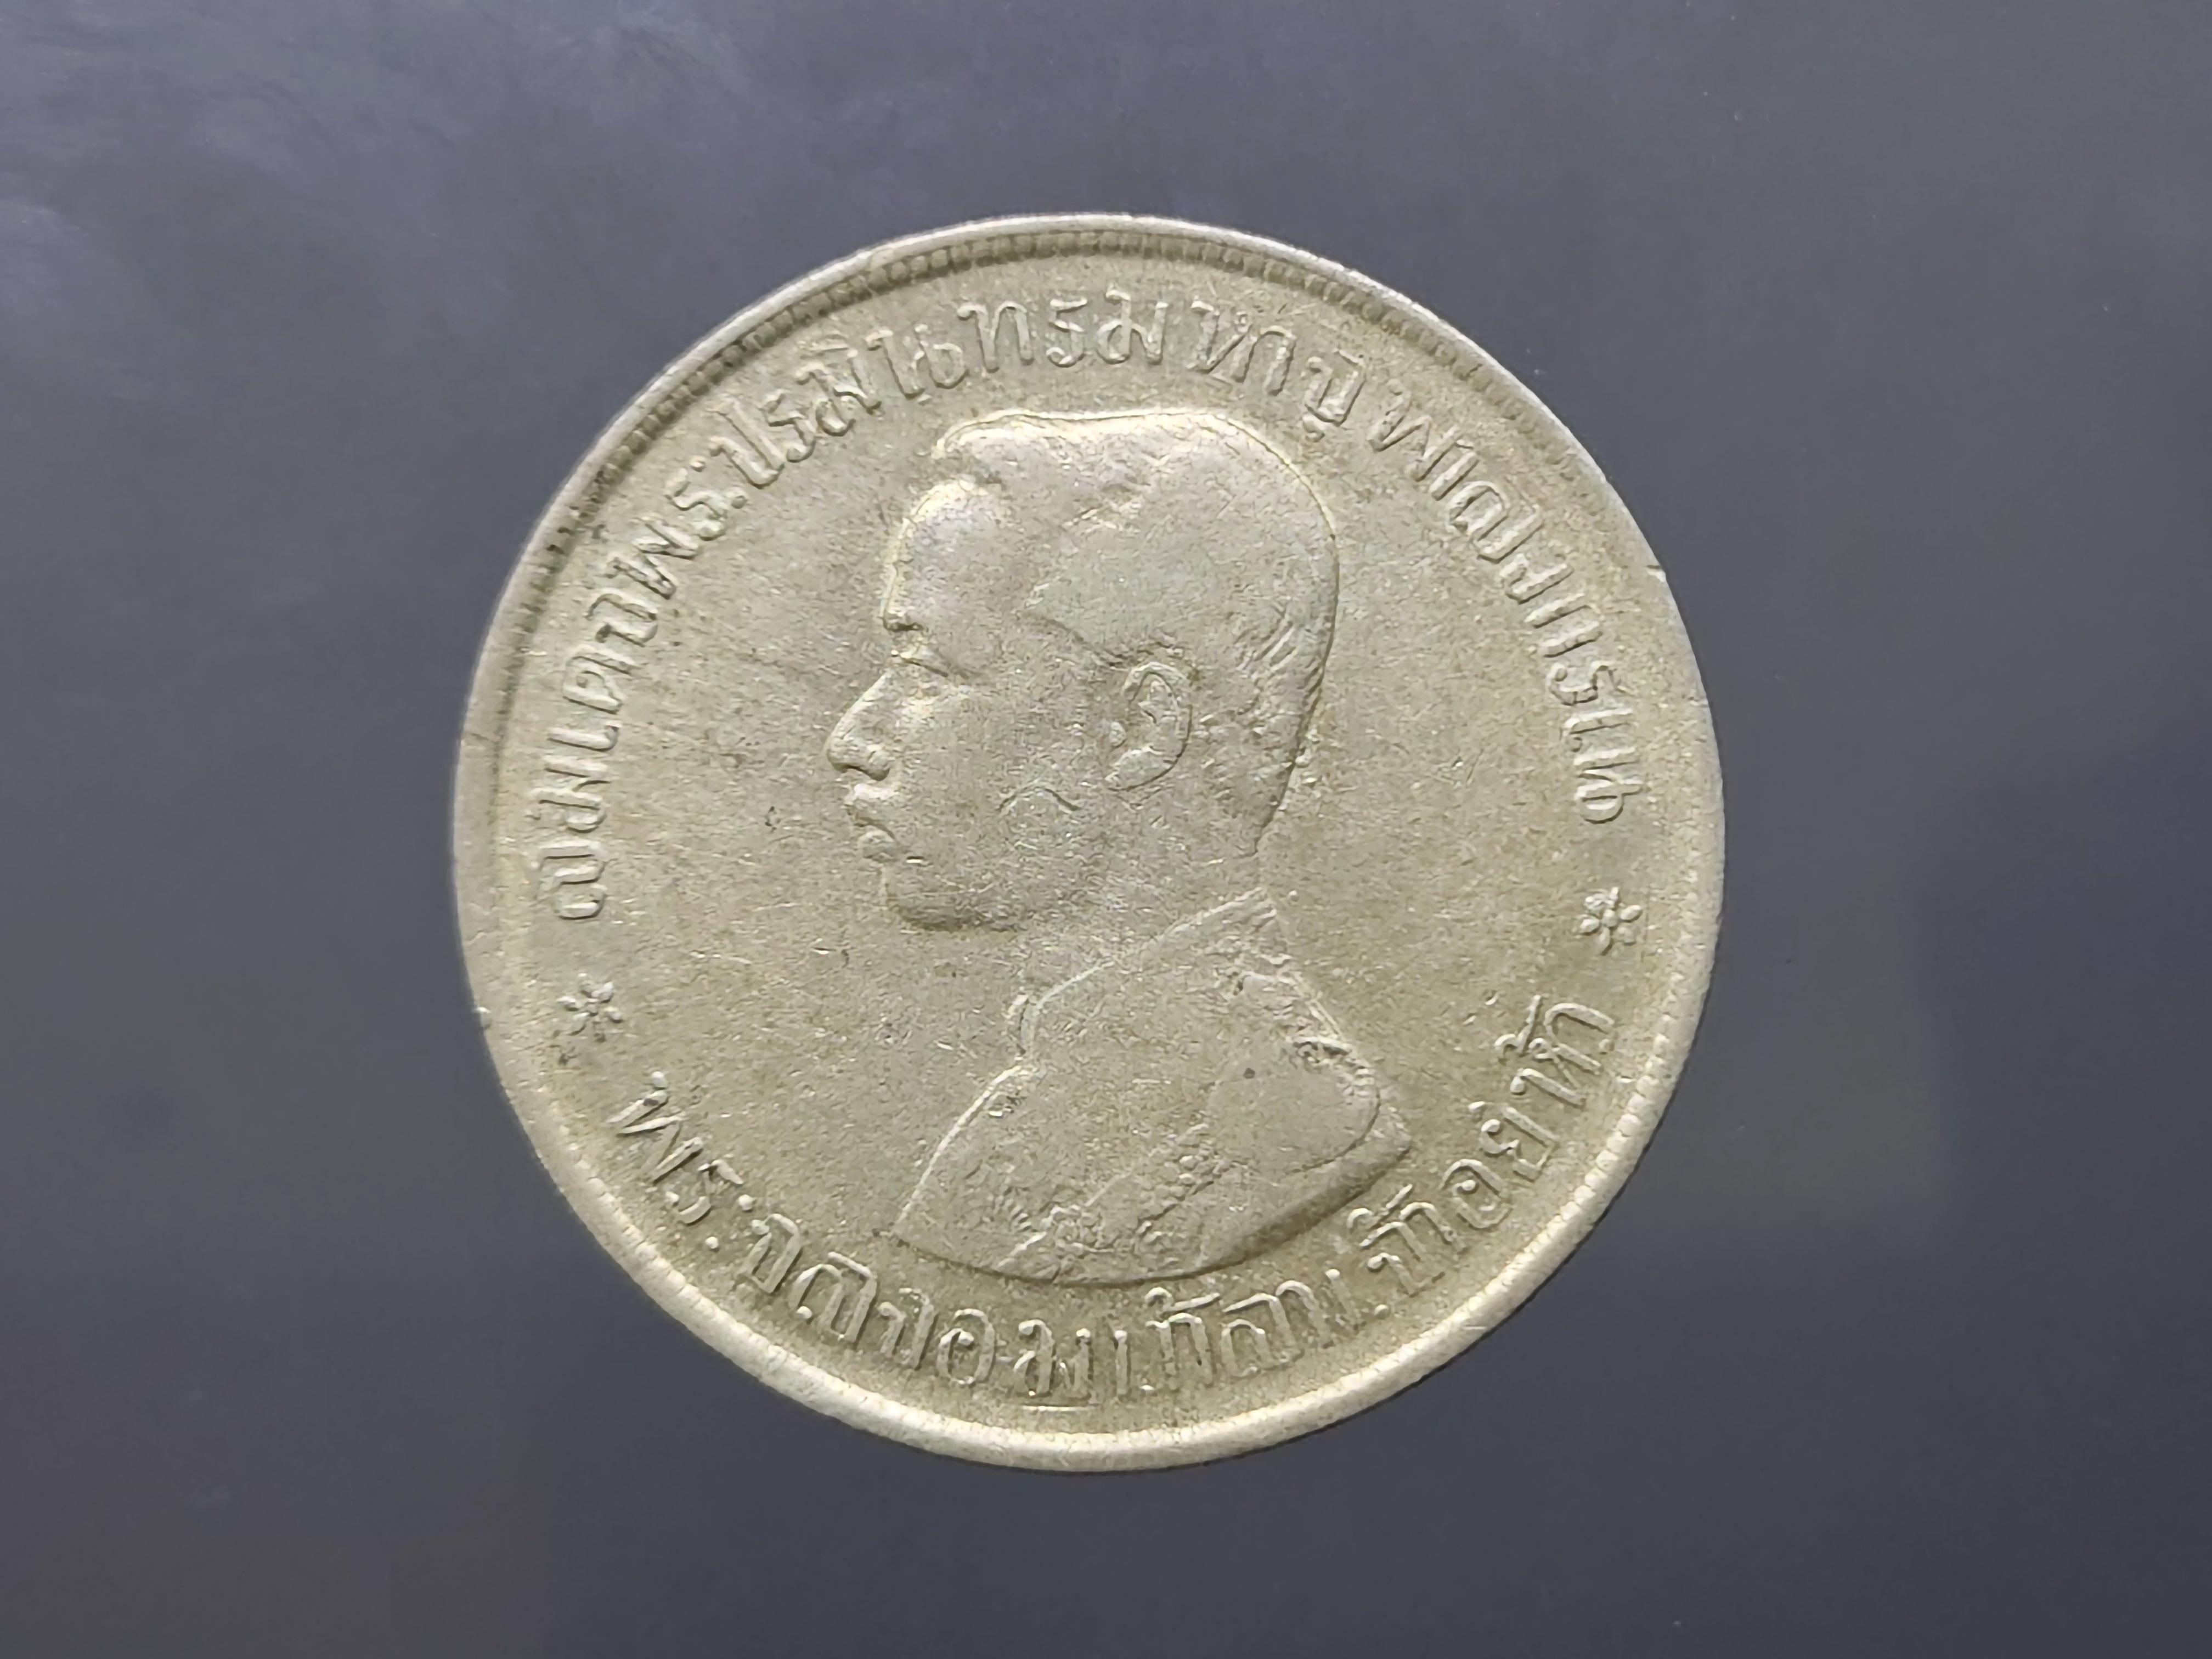 สมเดจพระปรมินทรมหาจุฬาลงกรณ์
พระจุลจอมเกล้าเจ้าอยู่หัว